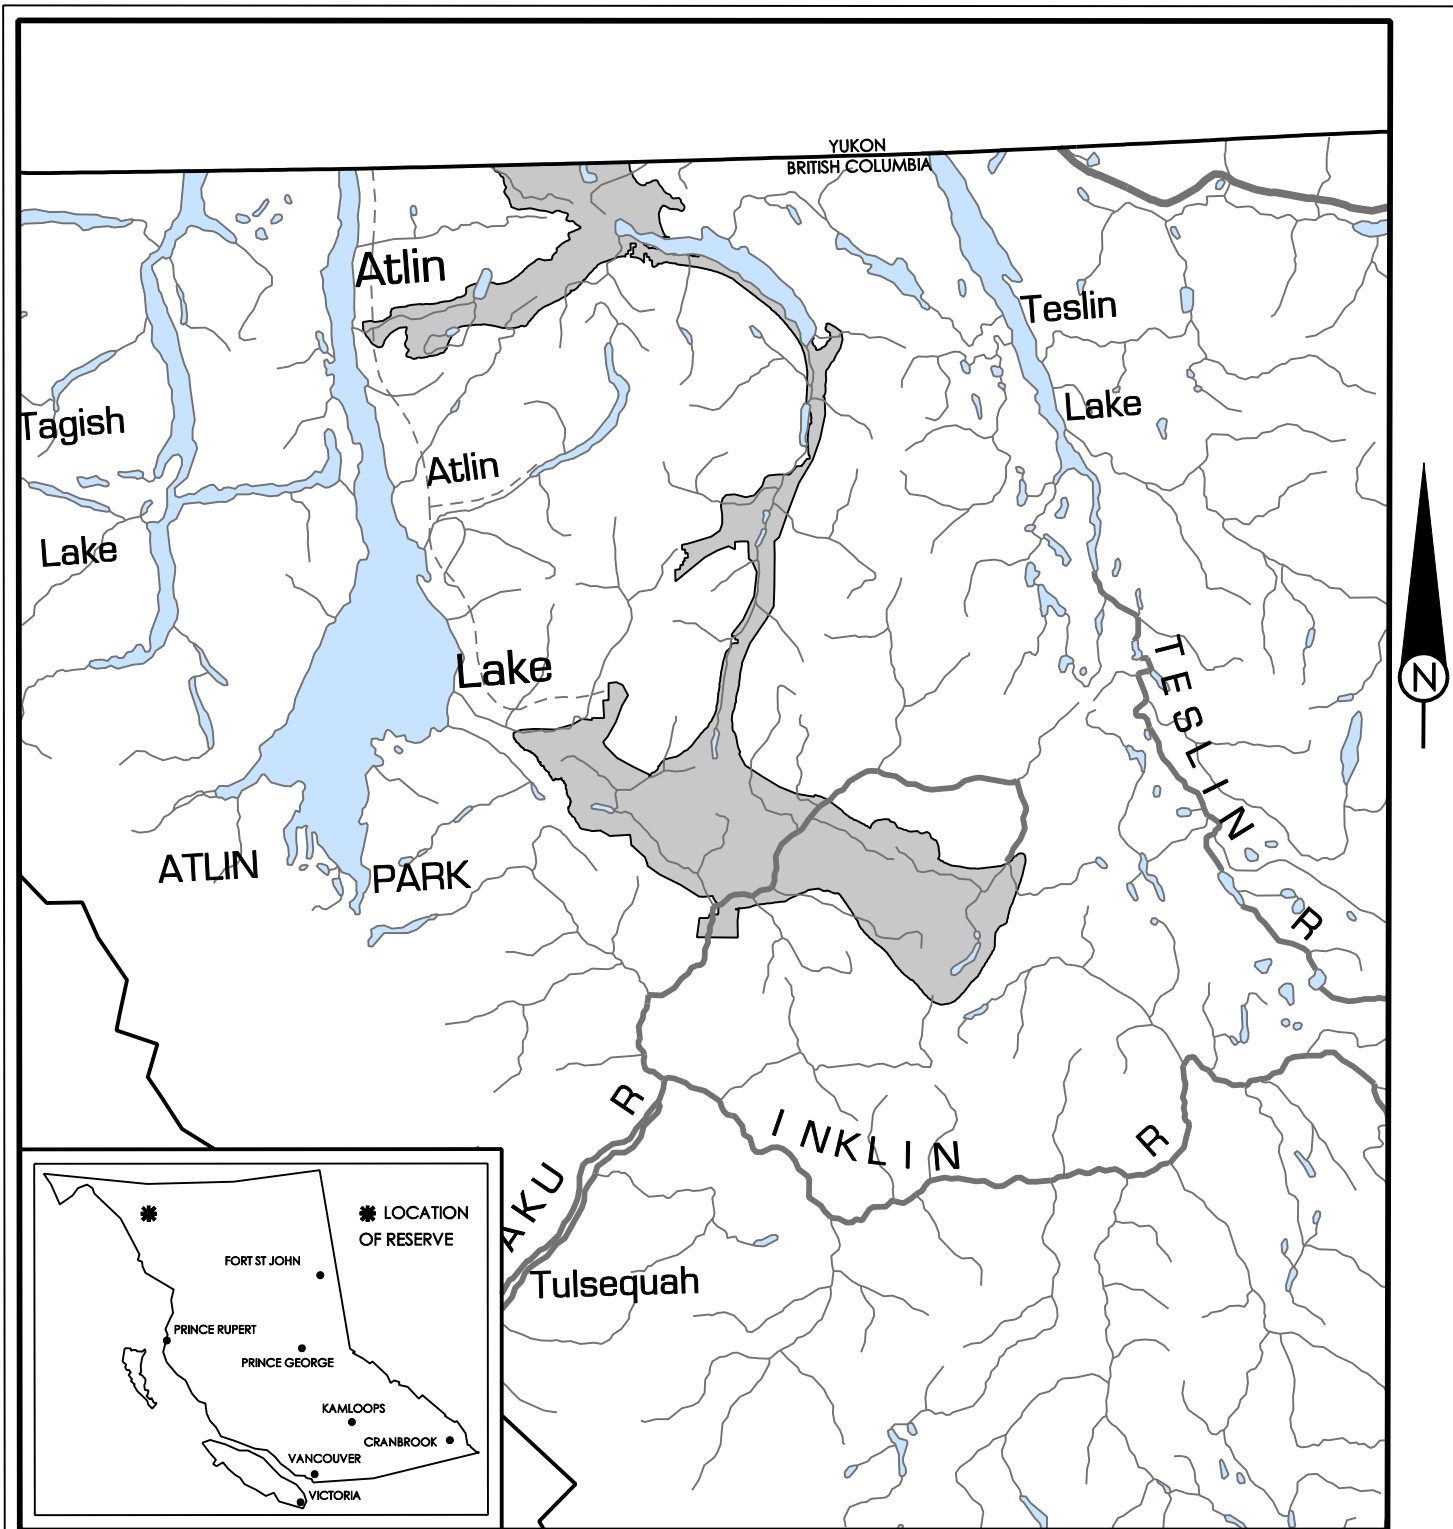 YUKON
BRITISH COLUMBIA
Atlin
Teslin
Tagish
Lake
Atlin
Lake
N
Lake
TESLIN R
ATLIN PARK
AKU R
INKLIN R
Tulsequah
LOCATION
OF RESERVE
FORT ST JOHN
PRINCE RUPERT
PRINCE GEORGE
KAMLOOPS
CRANBROOK
VANCOUVER
VICTORIA